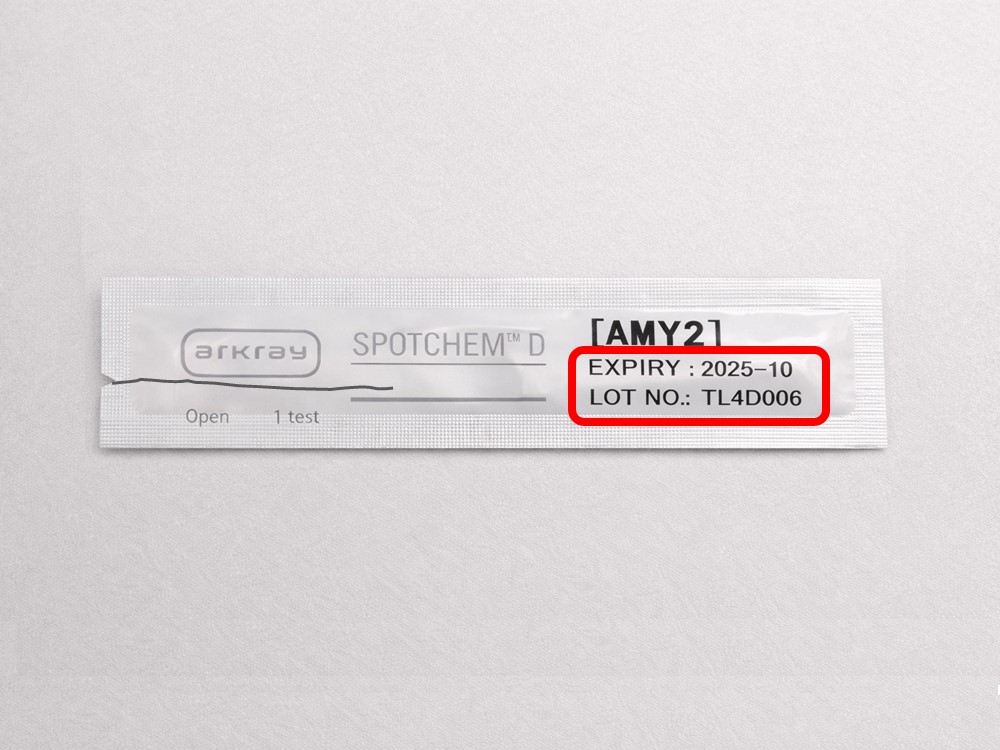 arkray
SPOTCHEM™ D
Open 1 test
[AMY2]
EXPIRY : 2025-10
LOT NO.: TL4D006